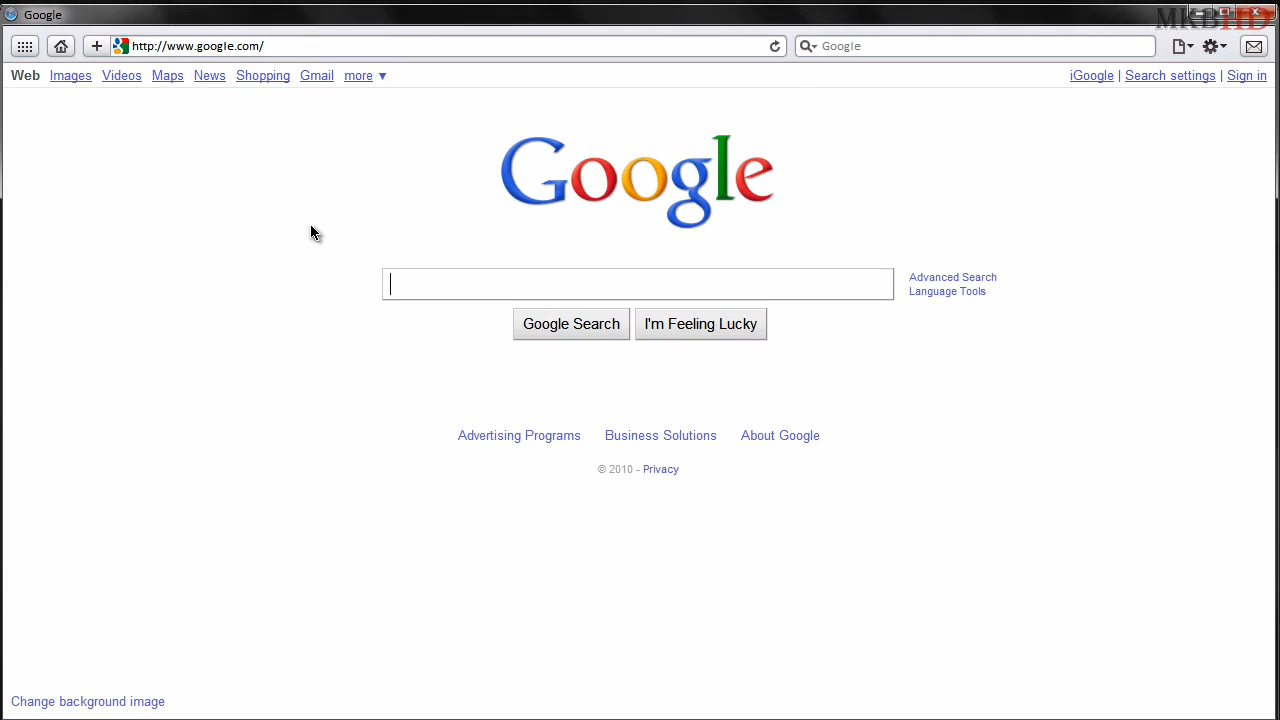 Google
MKBHD
http://www.google.com/
Google
Web Images Videos Maps News Shopping Gmail more ▼
iGoogle | Search settings | Sign in
Google
Advanced Search
Language Tools
Google Search
I'm Feeling Lucky
Advertising Programs Business Solutions About Google
© 2010 - Privacy
Change background image